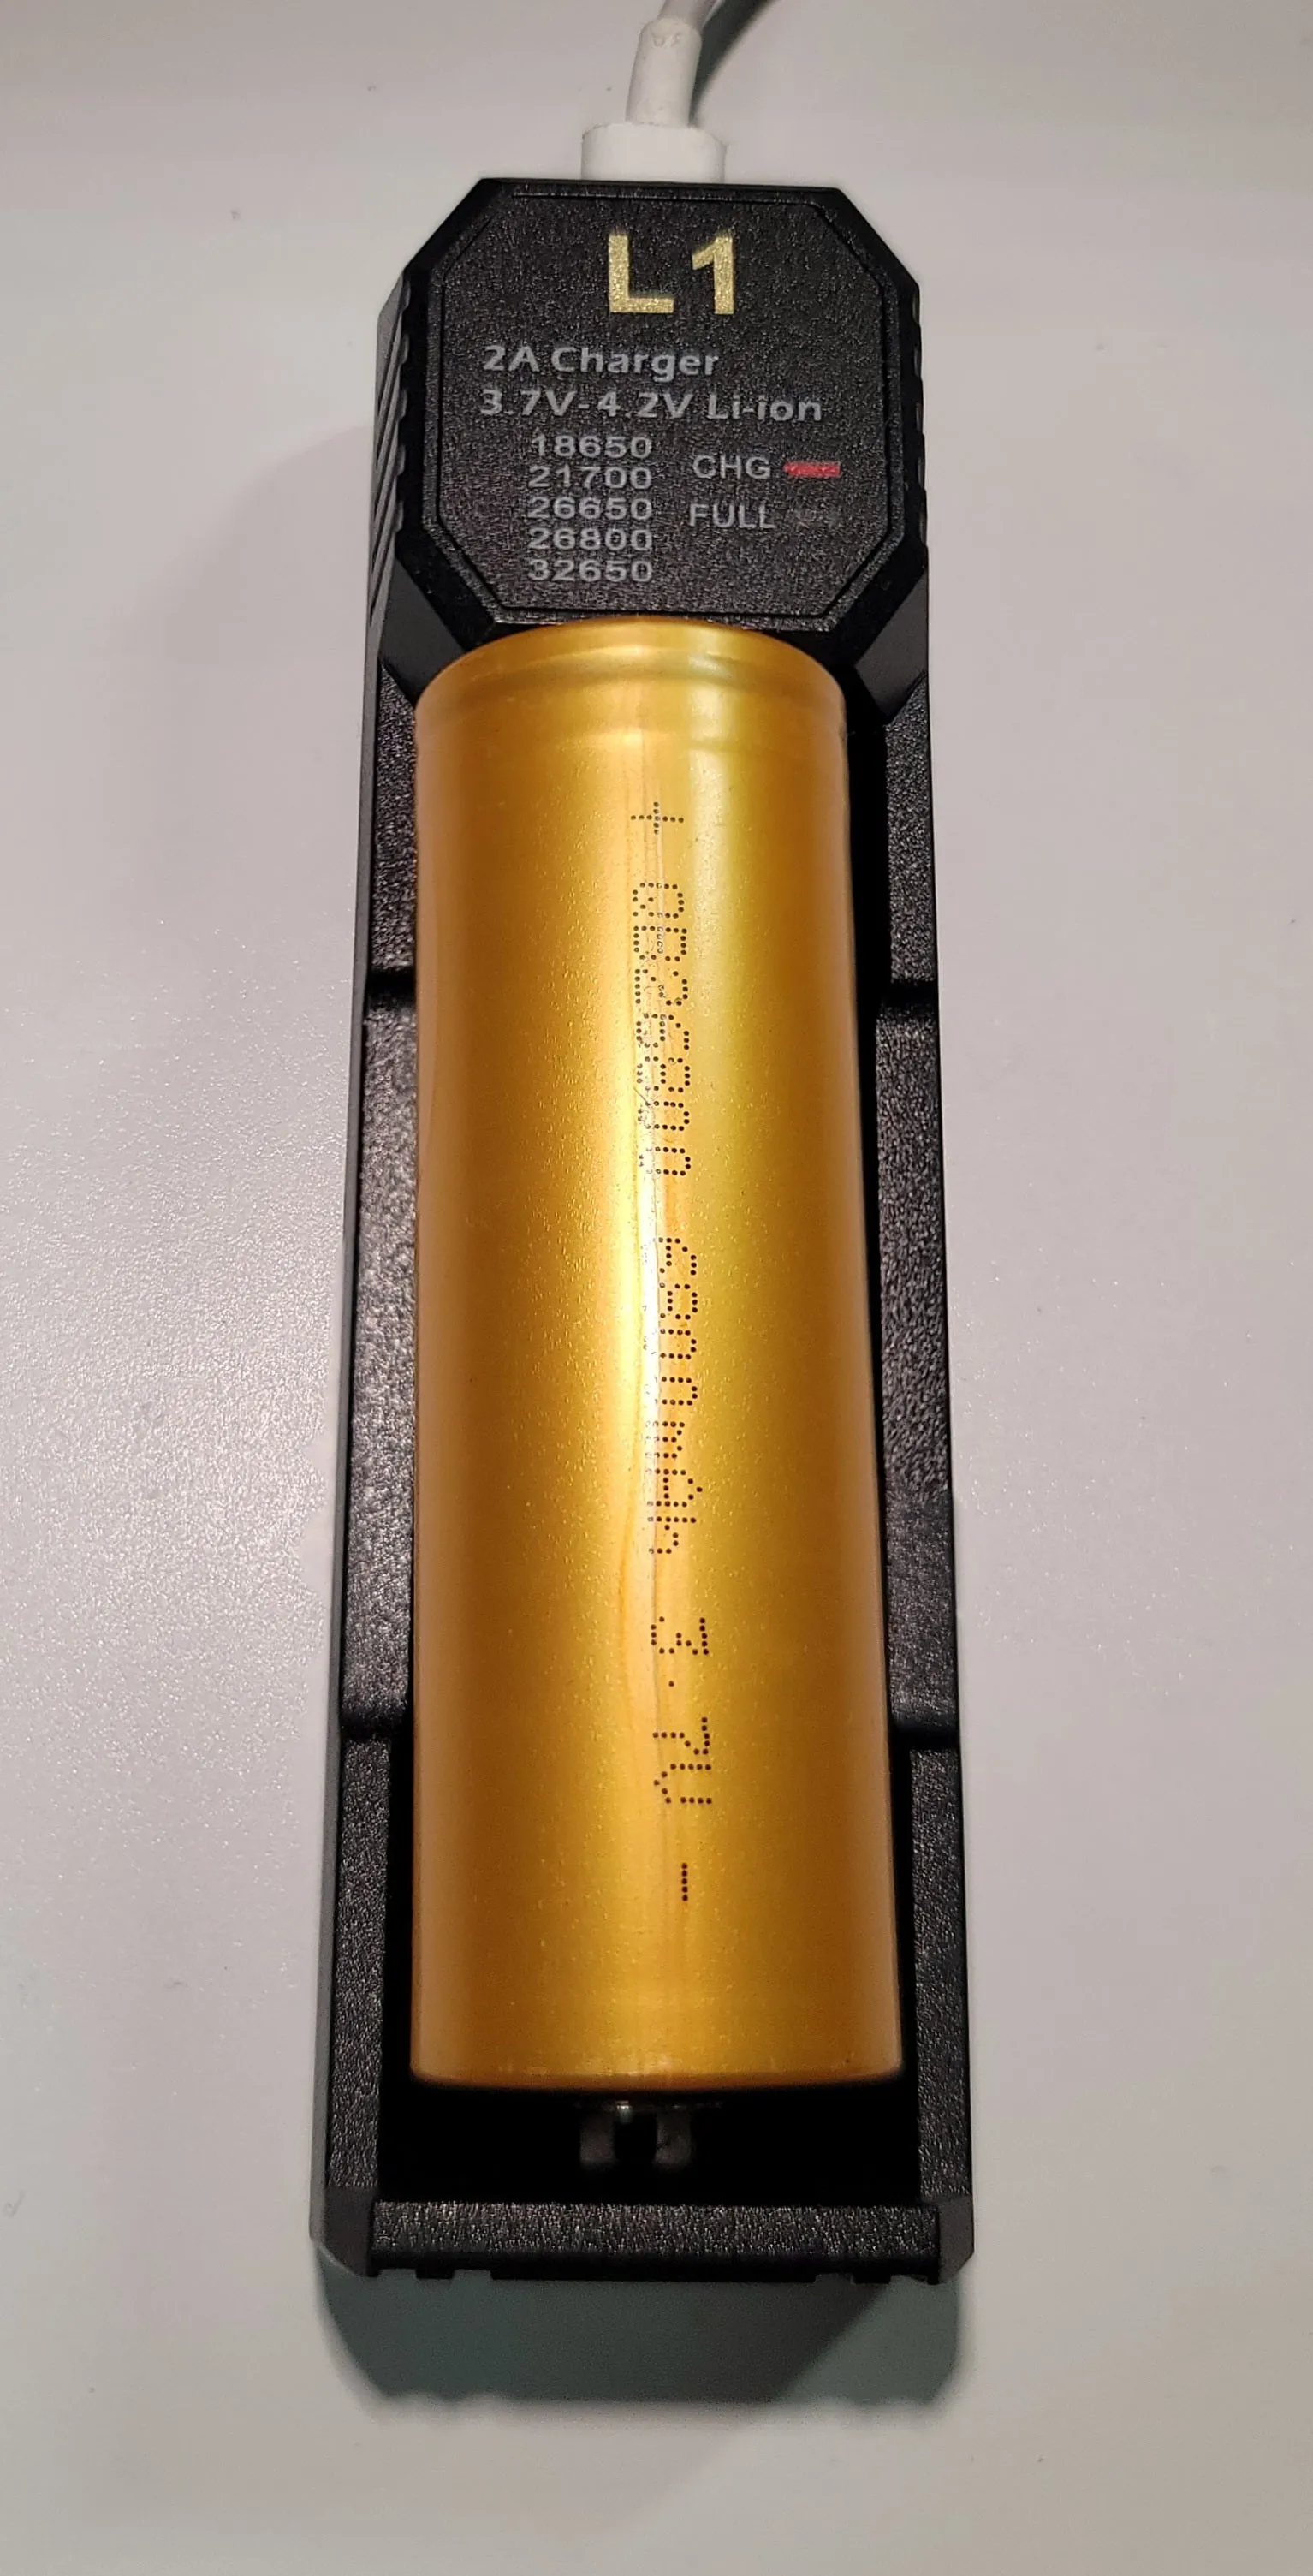 L1
2A Charger
3.7V-4.2V Li-ion
18650
21700
26650
26800
32650
CHG
FULL
+ QB26800 6800mAh 3.7V -